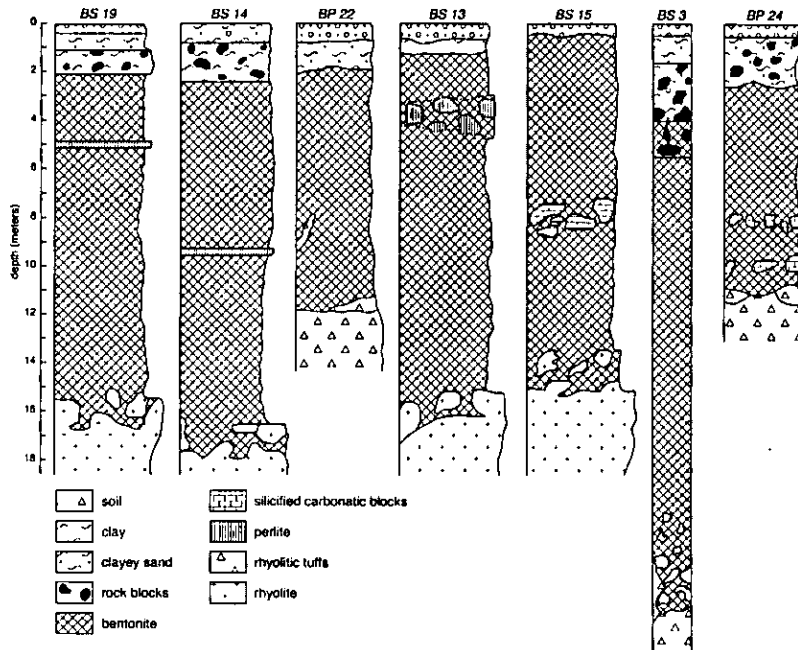 BS 19 BS 14 BP 22 BS 13 BS 15 BS 3 BP 24
0
2
4
6
8
10
12
14
16
18
depth (meters)
soil
clay
clayey sand
rock blocks
bentonite
silicified carbonatic blocks
perlite
rhyolitic tuffs
rhyolite